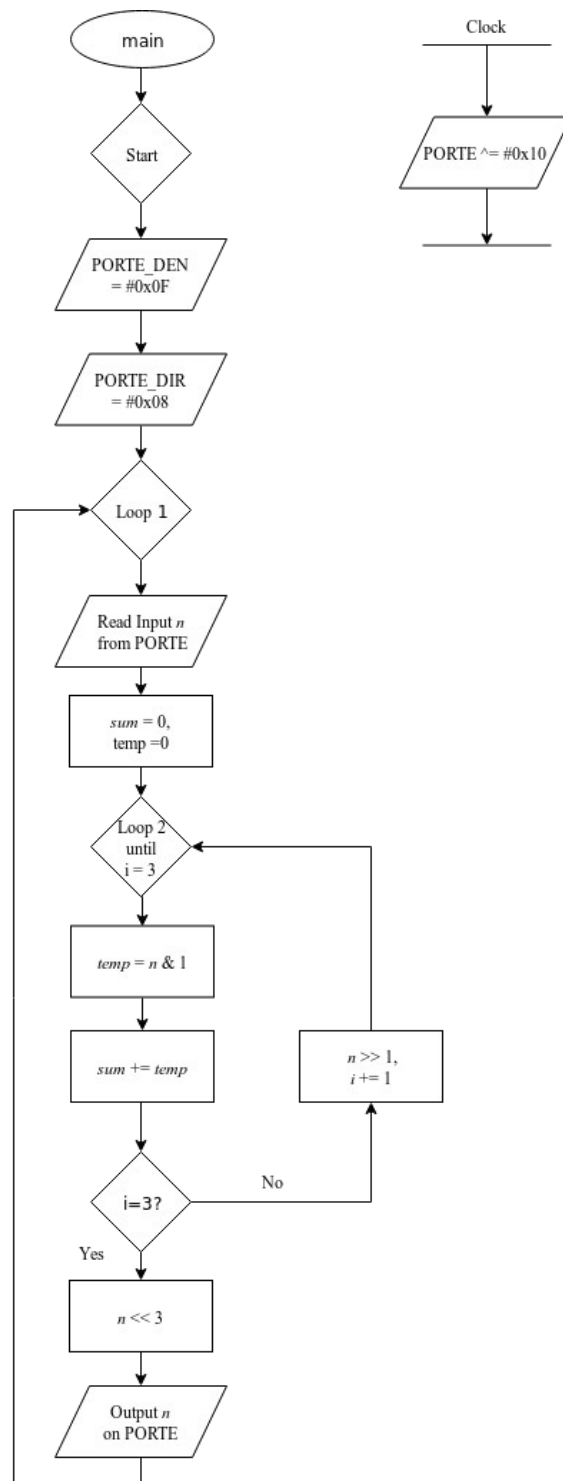 main
Start
PORTE_DEN
= #0x0F
PORTE_DIR
= #0x08
Loop 1
Read Input n
from PORTE
sum = 0,
temp =0
Loop 2
until
i = 3
temp = n & 1
sum += temp
n >> 1,
i += 1
i=3?
No
Yes
n << 3
Output n
on PORTE
Clock
PORTE ^= #0x10